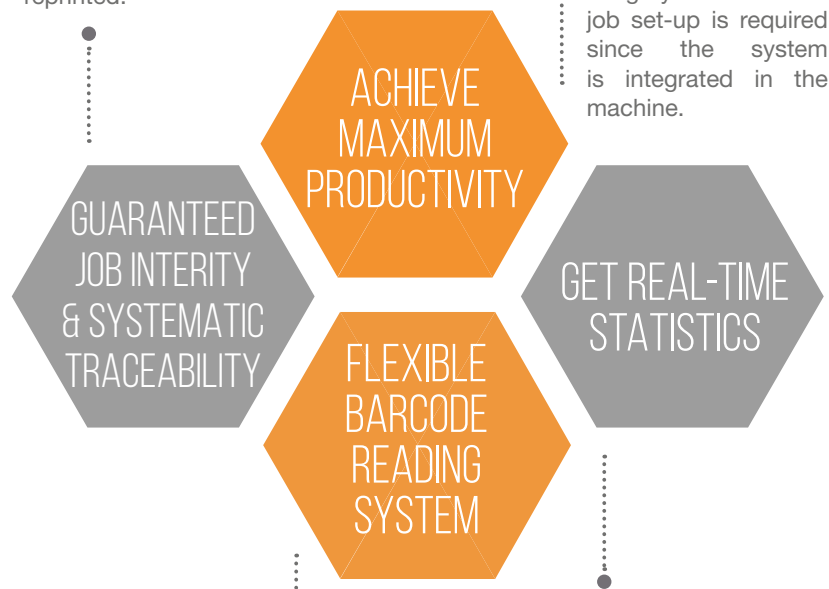 reprinted.
job set-up is required
since the system
is integrated in the
machine.
ACHIEVE
MAXIMUM
PRODUCTIVITY
GUARANTEED
JOB INTERITY
& SYSTEMATIC
TRACEABILITY
GET REAL-TIME
STATISTICS
FLEXIBLE
BARCODE
READING
SYSTEM